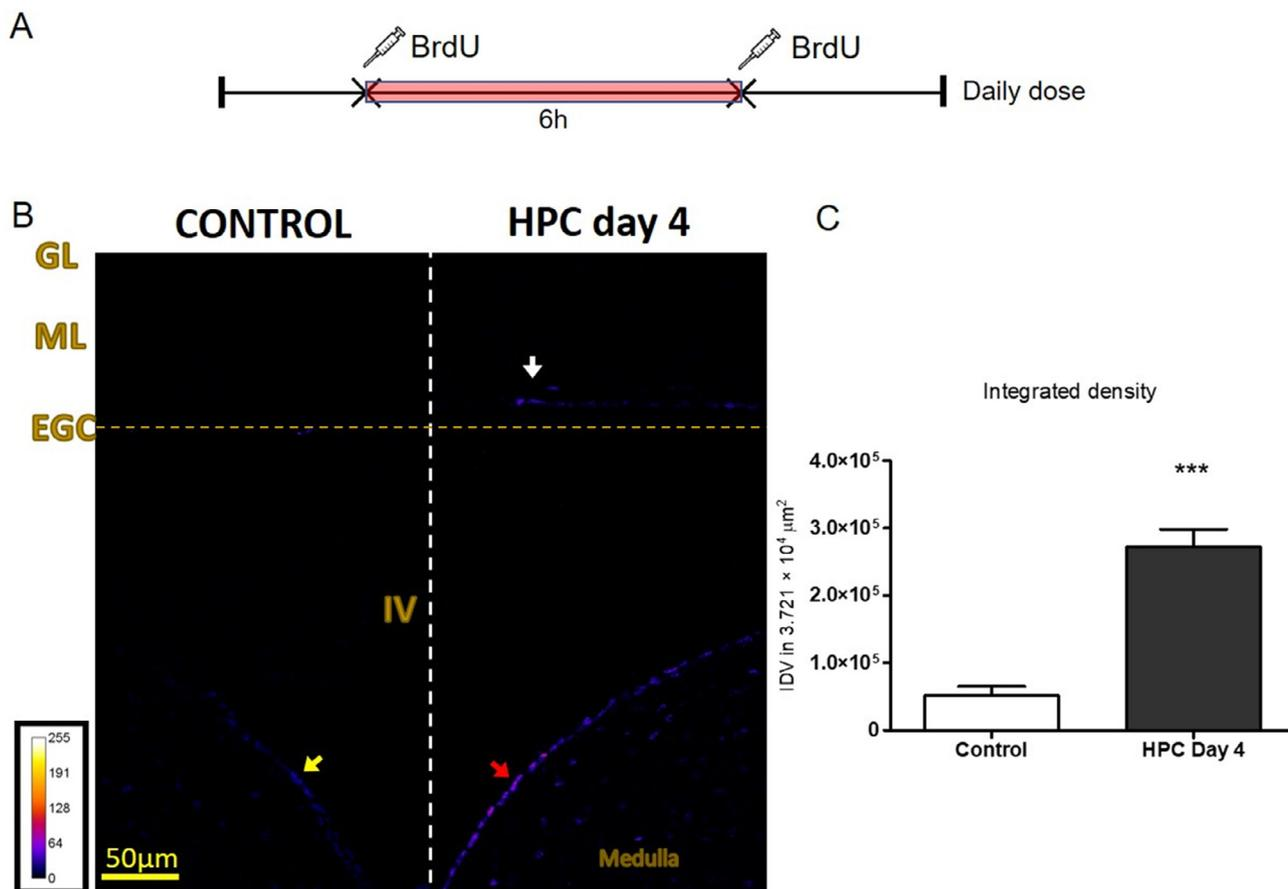 A
BrdU
BrdU
6h
Daily dose
B
CONTROL
HPC day 4
GL
ML
EGC
IV
Medulla
50μm
255
191
128
64
0
C
Integrated density
IDV in 3.721 × 10⁴ μm²
4.0×10⁵
3.0×10⁵
2.0×10⁵
1.0×10⁵
0
***
Control
HPC Day 4